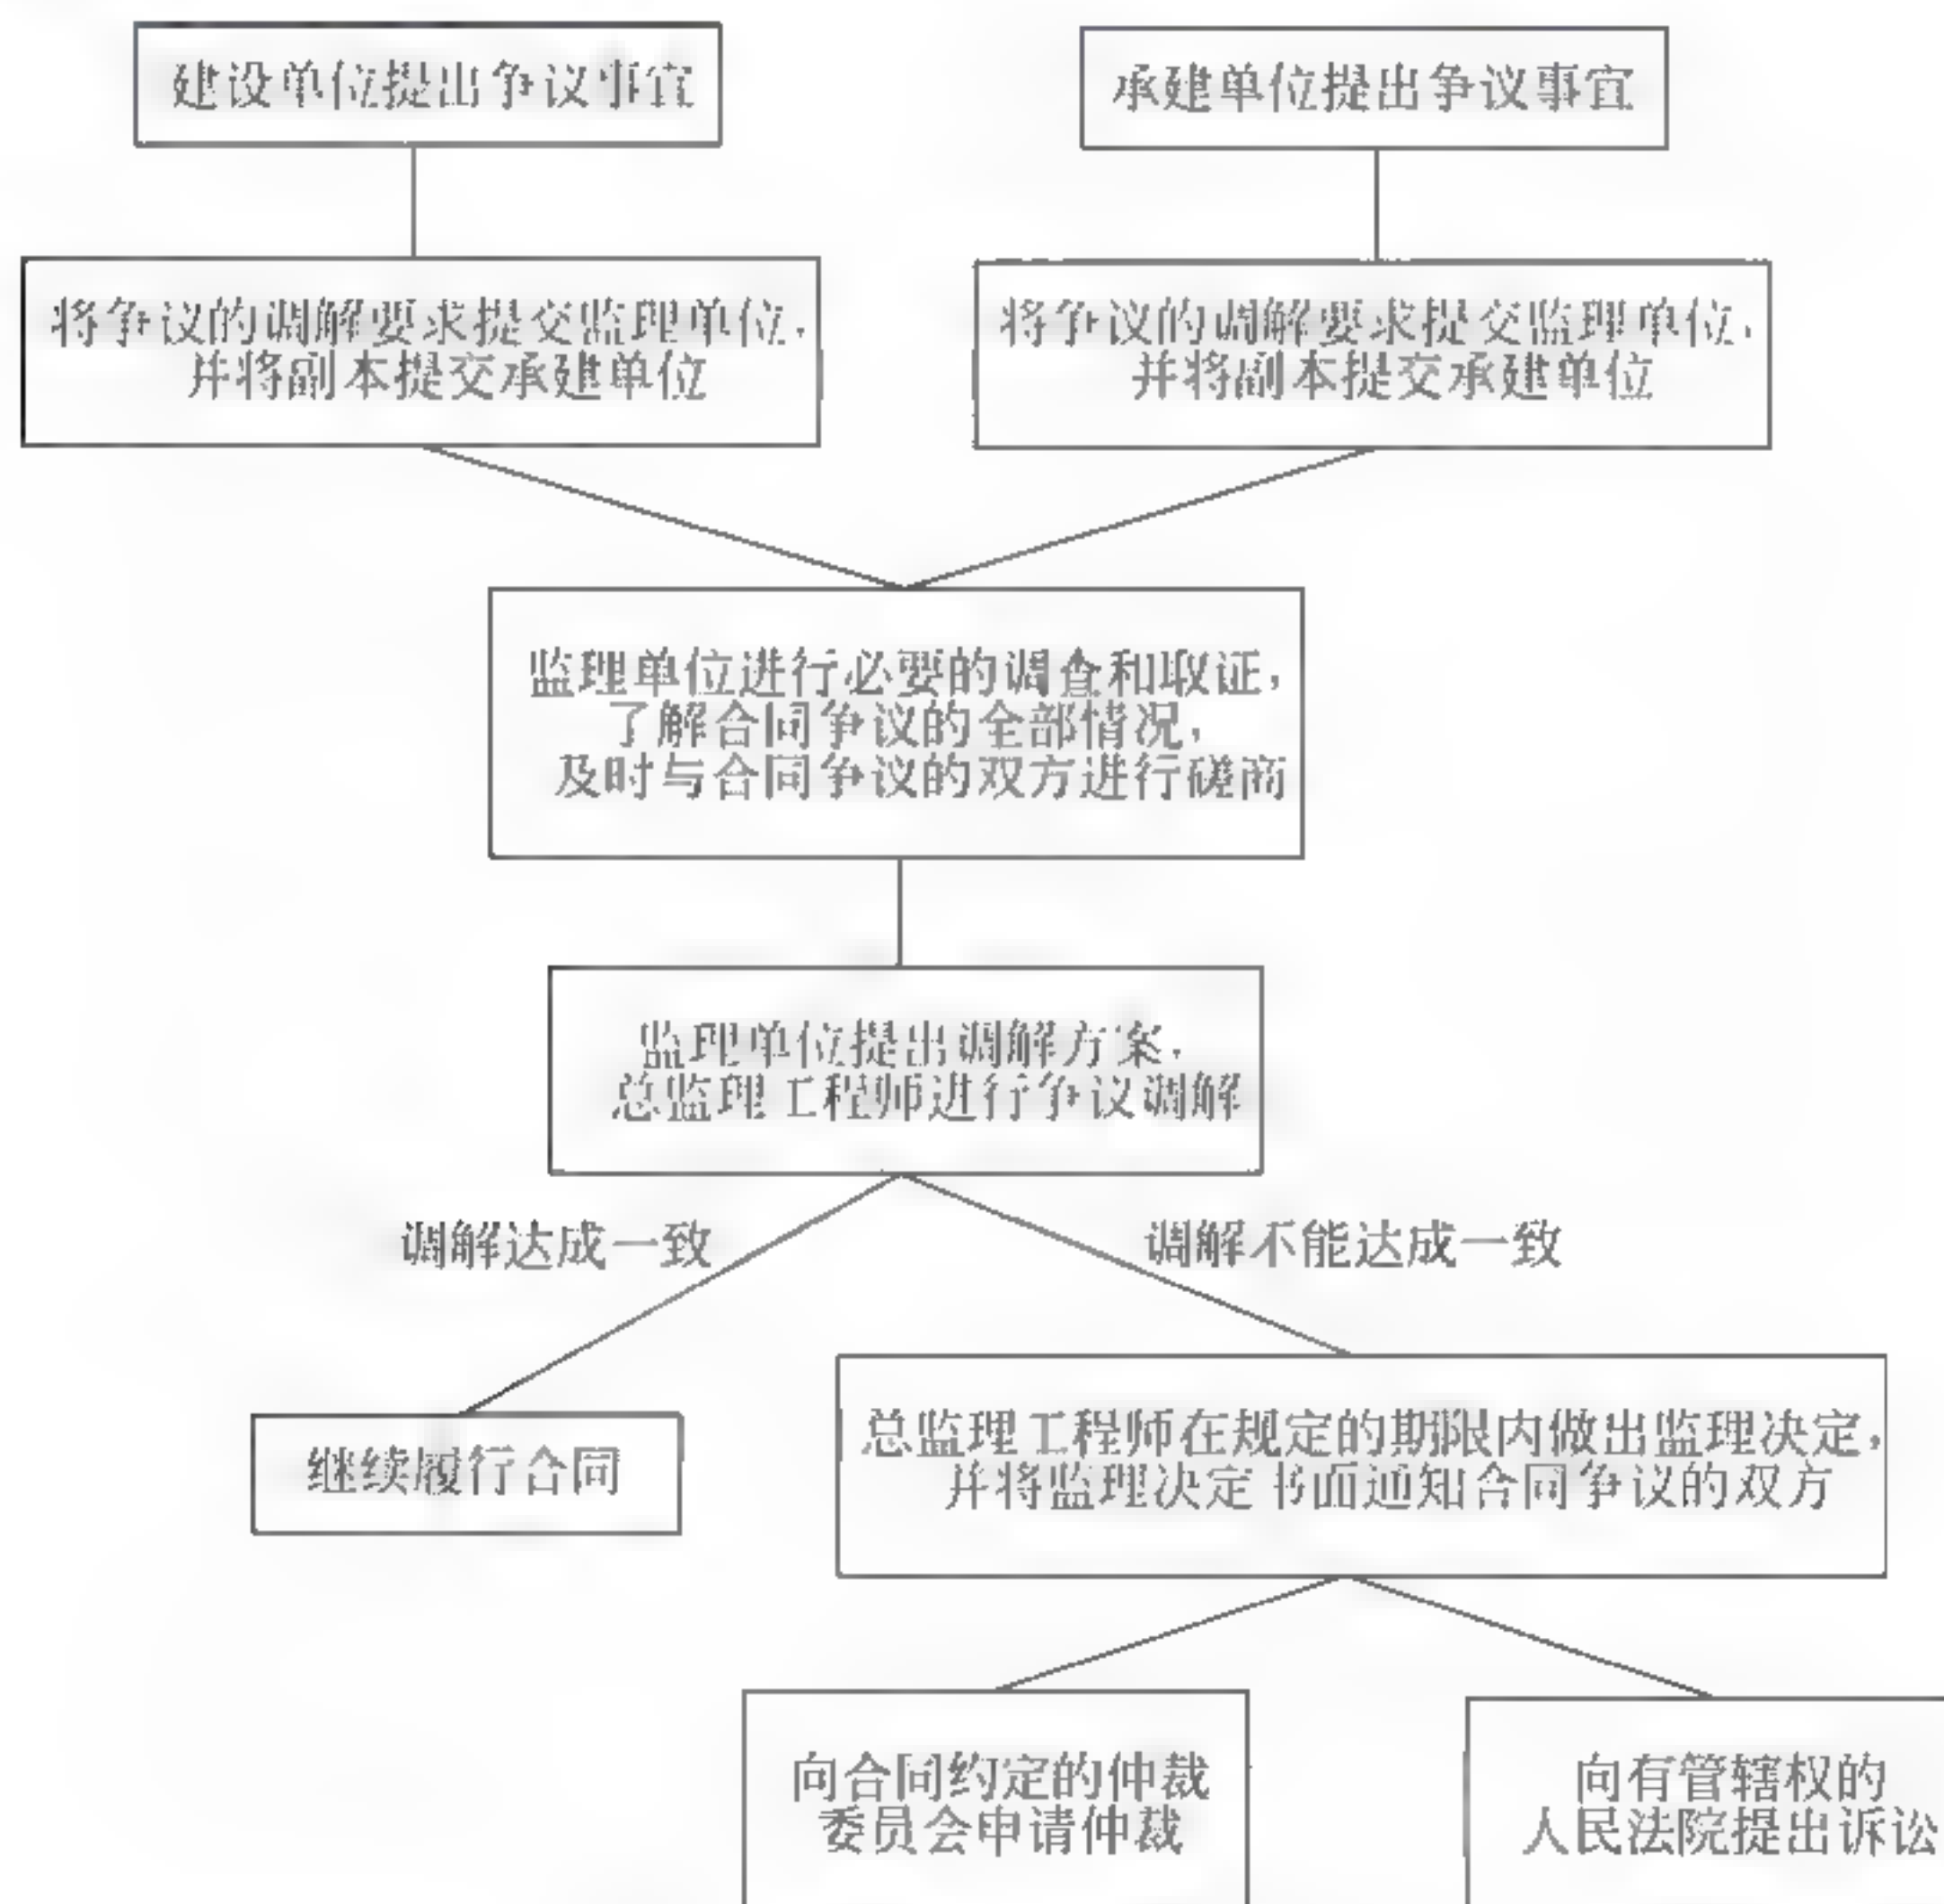 建设单位提出争议事宜
承建单位提出争议事宜
将争议的调解要求提交监理单位，
并将副本提交承建单位
将争议的调解要求提交监理单位，
并将副本提交承建单位
监理单位进行必要的调查和取证，
了解合同争议的全部情况，
及时与合同争议的双方进行磋商
监理单位提出调解方案，
总监理工程师进行争议调解
调解达成一致
调解不能达成一致
继续履行合同
总监理工程师在规定的期限内做出监理决定，
并将监理决定书面通知合同争议的双方
向合同约定的仲裁
委员会申请仲裁
向有管辖权的
人民法院提出诉讼